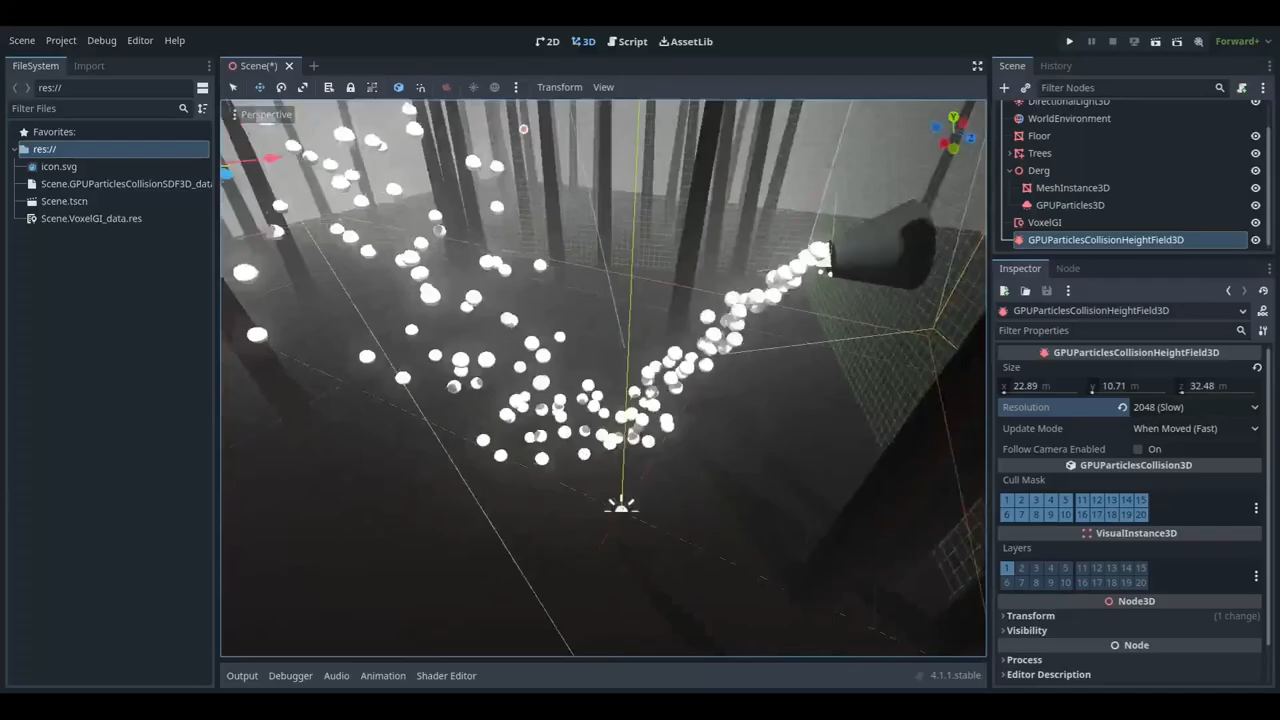 Scene Project Debug Editor Help
2D 3D Script AssetLib
Forward+
FileSystem Import
Scene(*)
Scene History
res://
Transform View
Filter Nodes
Filter Files
Perspective
DirectionalLight3D
WorldEnvironment
Floor
Trees
Derg
MeshInstance3D
GPUParticles3D
VoxelGI
GPUParticlesCollisionHeightField3D
Favorites:
res://
icon.svg
Scene.GPUParticlesCollisionSDF3D_data
Scene.tscn
Scene.VoxelGI_data.res
Inspector Node
GPUParticlesCollisionHeightField3D
Filter Properties
GPUParticlesCollisionHeightField3D
Size
x 22.89 m y 10.71 m z 32.48 m
Resolution 2048 (Slow)
Update Mode When Moved (Fast)
Follow Camera Enabled On
GPUParticlesCollision3D
Cull Mask
1 2 3 4 5 11 12 13 14 15
6 7 8 9 10 16 17 18 19 20
VisualInstance3D
Layers
1 2 3 4 5 11 12 13 14 15
6 7 8 9 10 16 17 18 19 20
Node3D
Transform (1 change)
Visibility
Node
Process
Editor Description
Output Debugger Audio Animation Shader Editor
4.1.1.stable